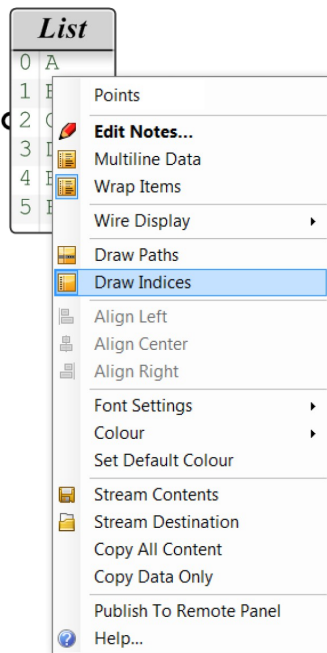 List
0 A
1
2
3
4
5
Points
Edit Notes...
Multiline Data
Wrap Items
Wire Display
Draw Paths
Draw Indices
Align Left
Align Center
Align Right
Font Settings
Colour
Set Default Colour
Stream Contents
Stream Destination
Copy All Content
Copy Data Only
Publish To Remote Panel
Help...